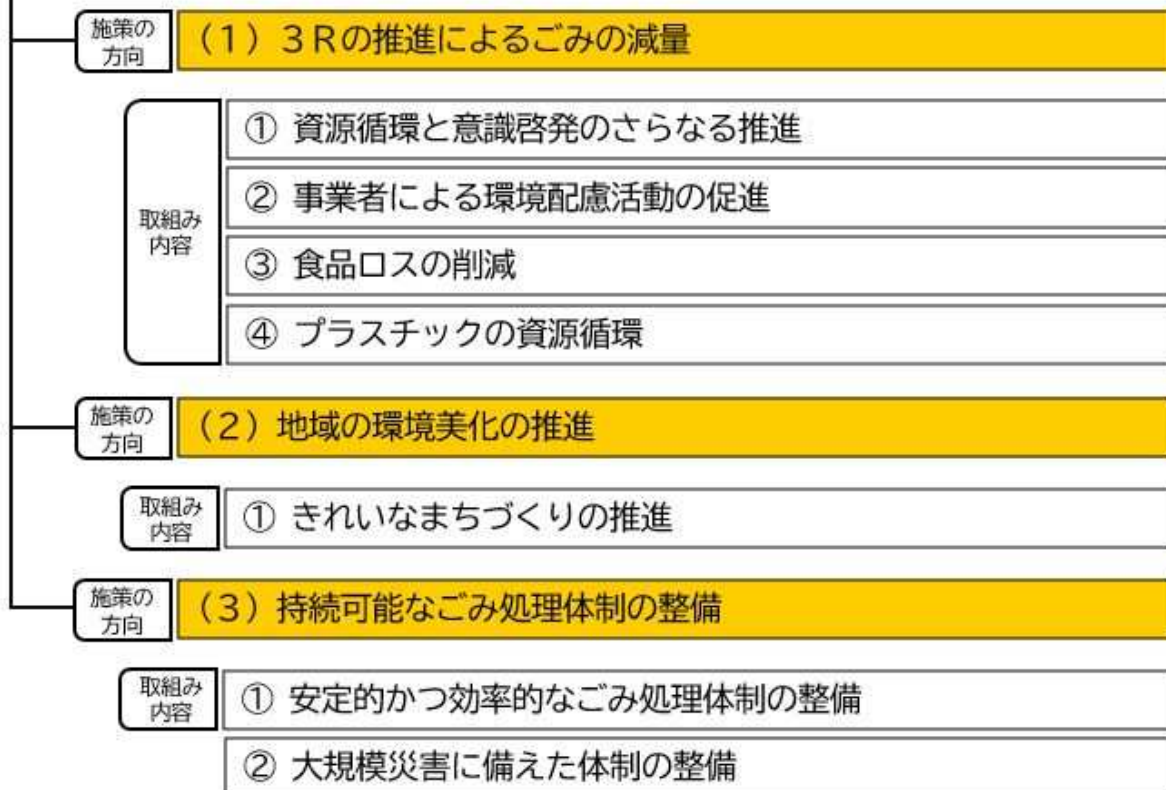 施策の
方向
（1）３Ｒの推進によるごみの減量
取組み
内容
① 資源循環と意識啓発のさらなる推進
② 事業者による環境配慮活動の促進
③ 食品ロスの削減
④ プラスチックの資源循環
施策の
方向
（2）地域の環境美化の推進
取組み
内容
① きれいなまちづくりの推進
施策の
方向
（3）持続可能なごみ処理体制の整備
取組み
内容
① 安定的かつ効率的なごみ処理体制の整備
② 大規模災害に備えた体制の整備